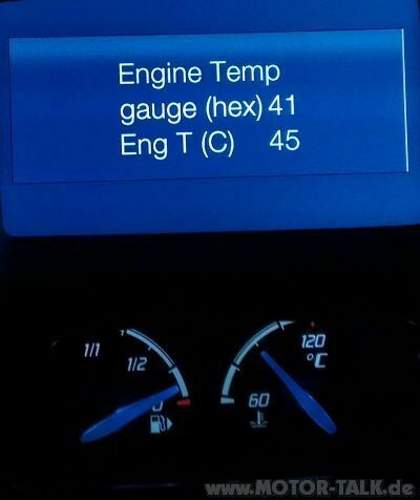 Engine Temp
gauge (hex) 41
Eng T (C) 45
1/1
1/2
0
120
°C
60
www.MOTOR-TALK.de